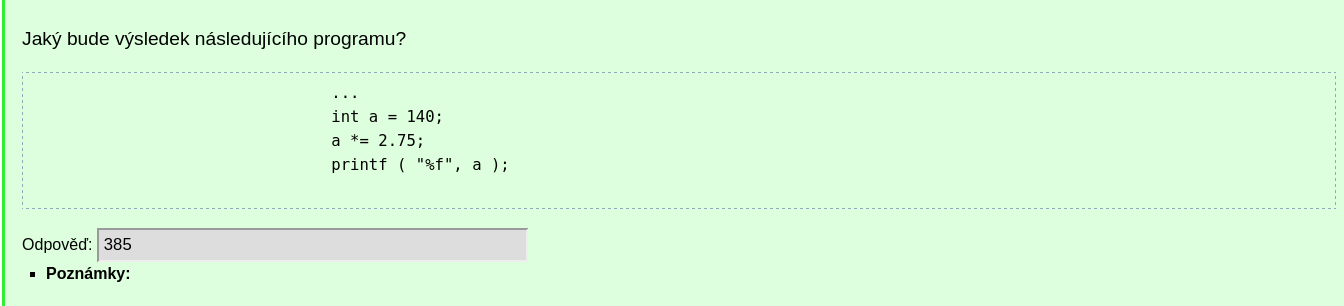 Jaký bude výsledek následujícího programu?
...
int a = 140;
a *= 2.75;
printf ( "%f", a );
Odpověď: 385
Poznámky: